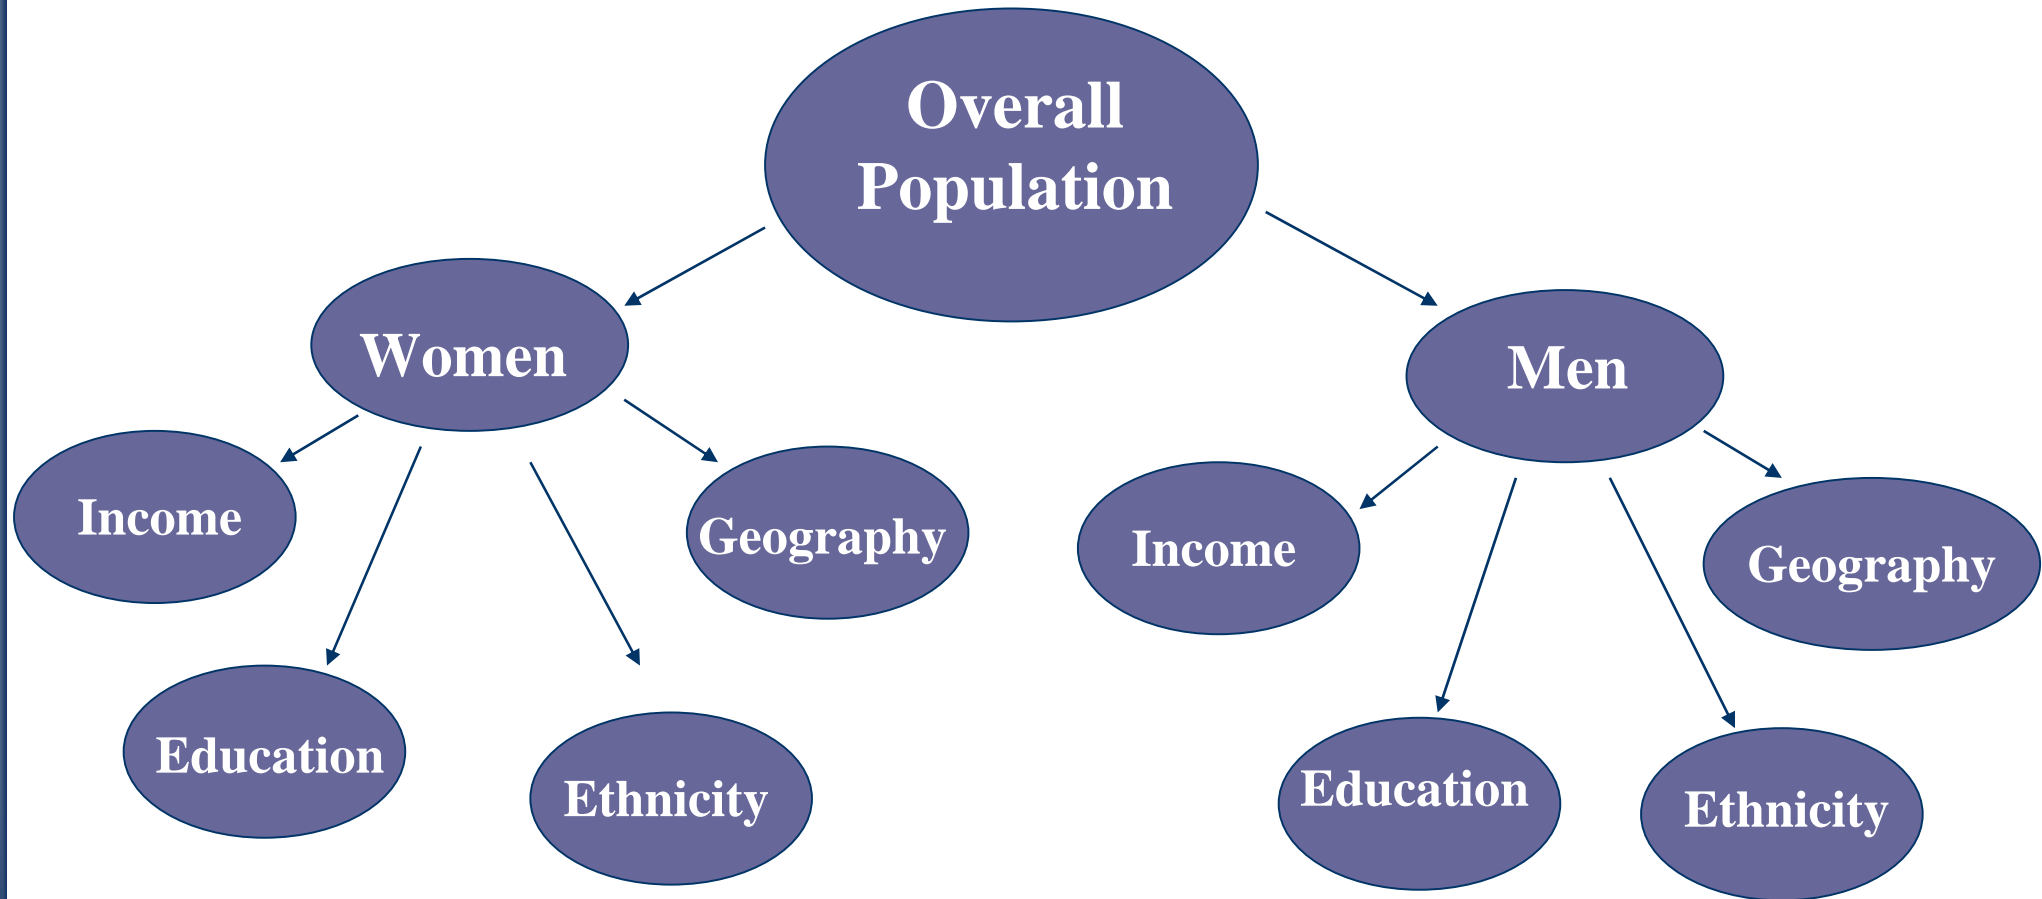 Overall
Population
Women
Men
Income
Geography
Income
Geography
Education
Ethnicity
Education
Ethnicity